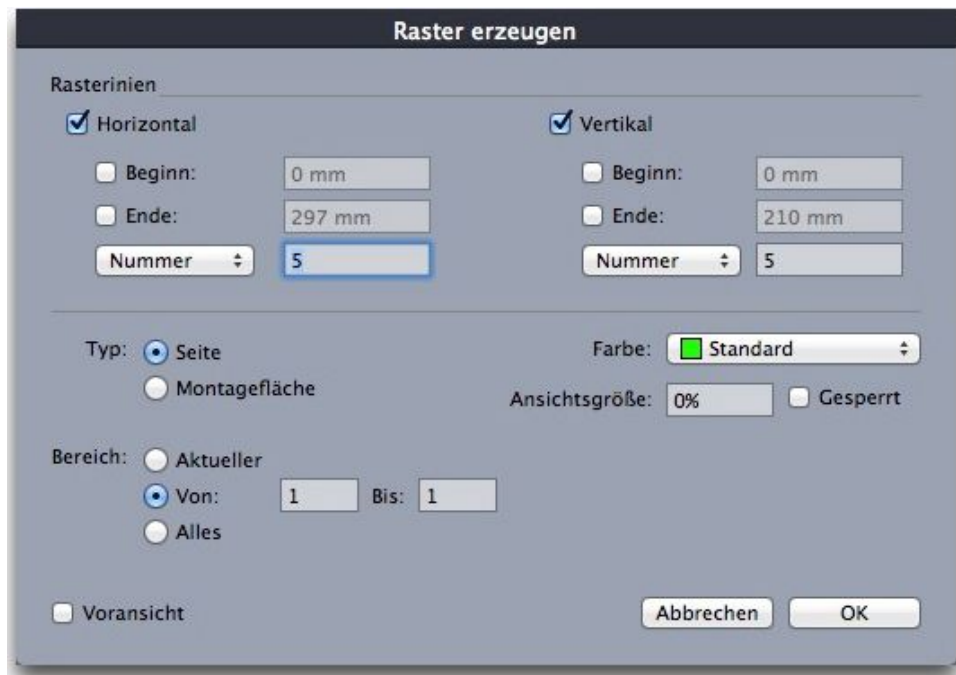 Raster erzeugen
Rasterinien
Horizontal
Vertikal
Beginn: 0 mm
Beginn: 0 mm
Ende: 297 mm
Ende: 210 mm
Nummer 5
Nummer 5
Typ: Seite
Farbe: Standard
Montagefläche
Ansichtsgröße: 0% Gesperrt
Bereich: Aktueller
Von: 1 Bis: 1
Alles
Voransicht
Abbrechen OK